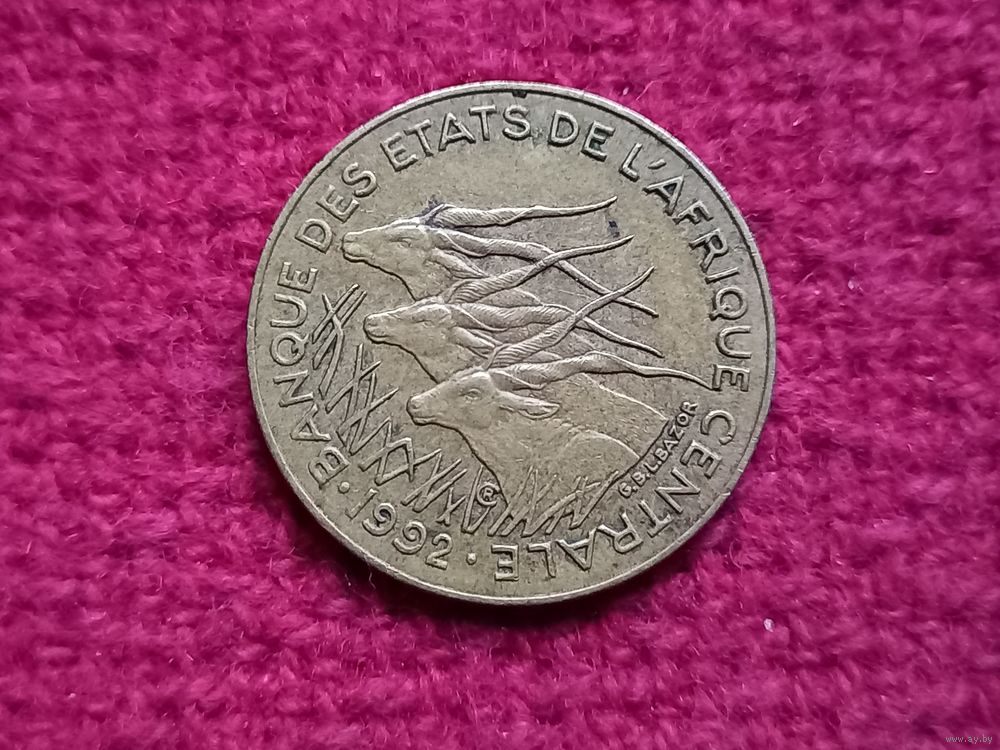 BANQUE DES ETATS DE L'AFRIQUE CENTRALE
· 1992 ·
G.B.L.BAZOR
www.ay.by